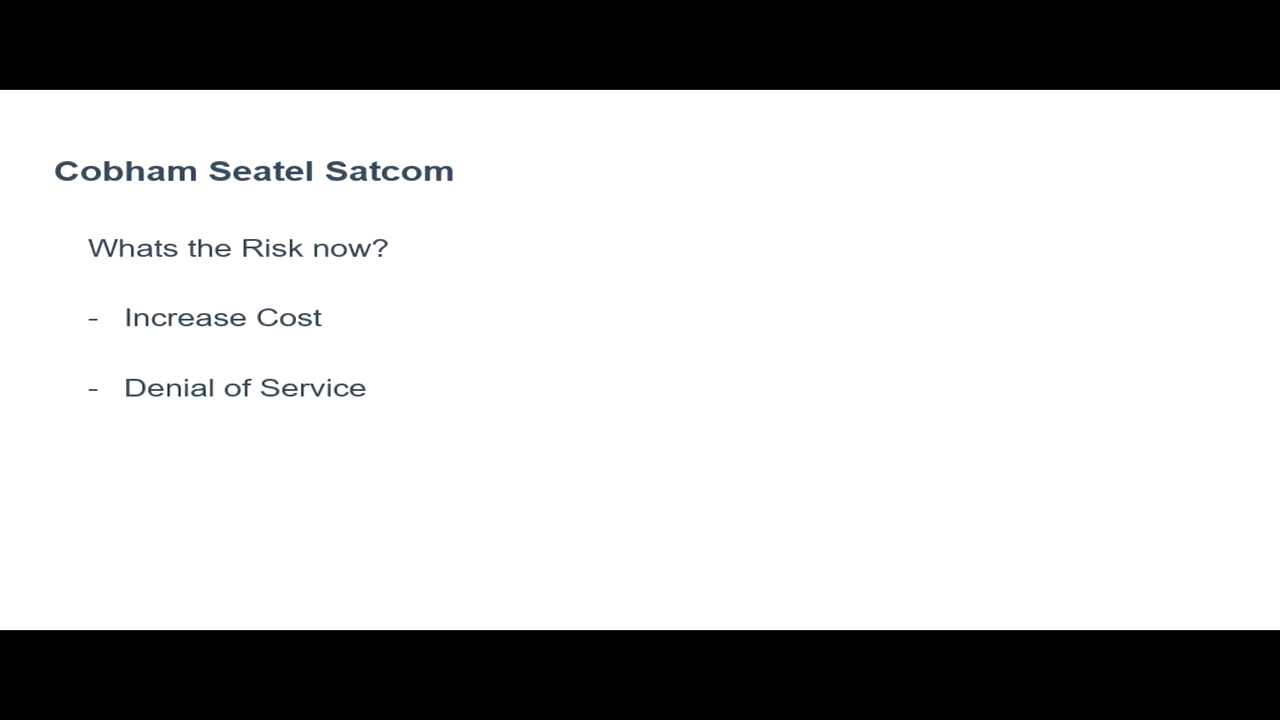 Cobham Seatel Satcom
Whats the Risk now?
- Increase Cost
- Denial of Service